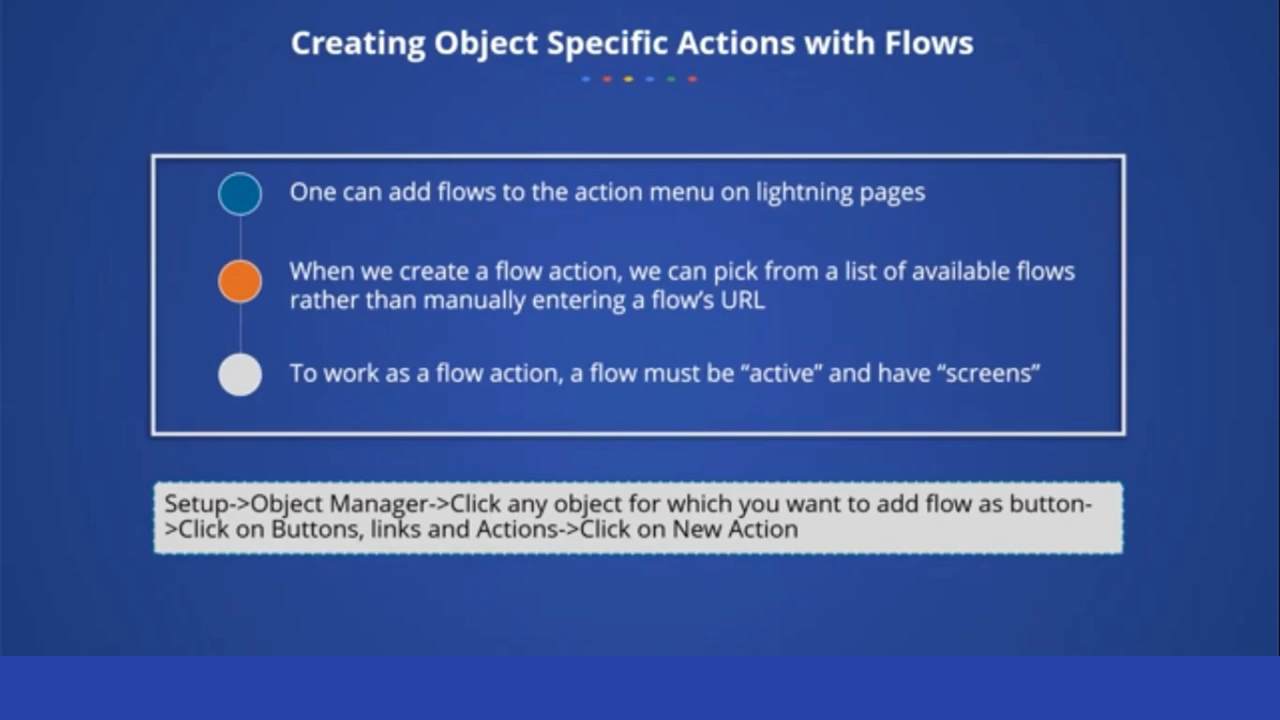 Creating Object Specific Actions with Flows
One can add flows to the action menu on lightning pages
When we create a flow action, we can pick from a list of available flows
rather than manually entering a flow’s URL
To work as a flow action, a flow must be “active” and have “screens”
Setup->Object Manager->Click any object for which you want to add flow as button-
>Click on Buttons, links and Actions->Click on New Action